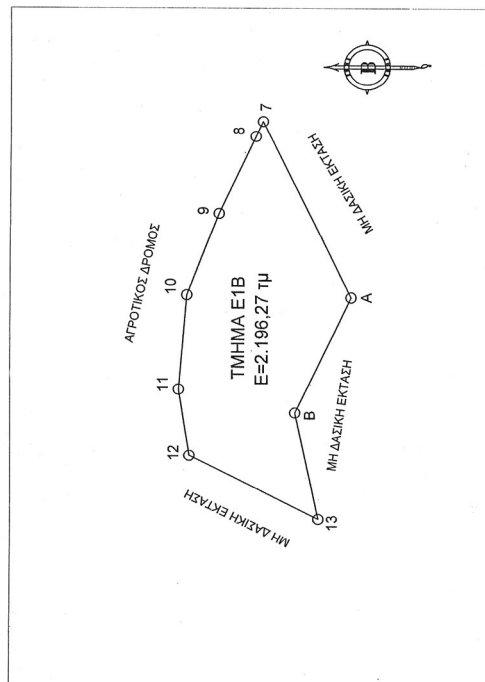 Β
8
7
9
ΑΓΡΟΤΙΚΟΣ ΔΡΟΜΟΣ
10
ΜΗ ΔΑΣΙΚΗ ΕΚΤΑΣΗ
ΤΜΗΜΑ Ε1Β
Ε=2.196,27 τμ
Α
11
Β
12
ΜΗ ΔΑΣΙΚΗ ΕΚΤΑΣΗ
ΜΗ ΔΑΣΙΚΗ ΕΚΤΑΣΗ
13